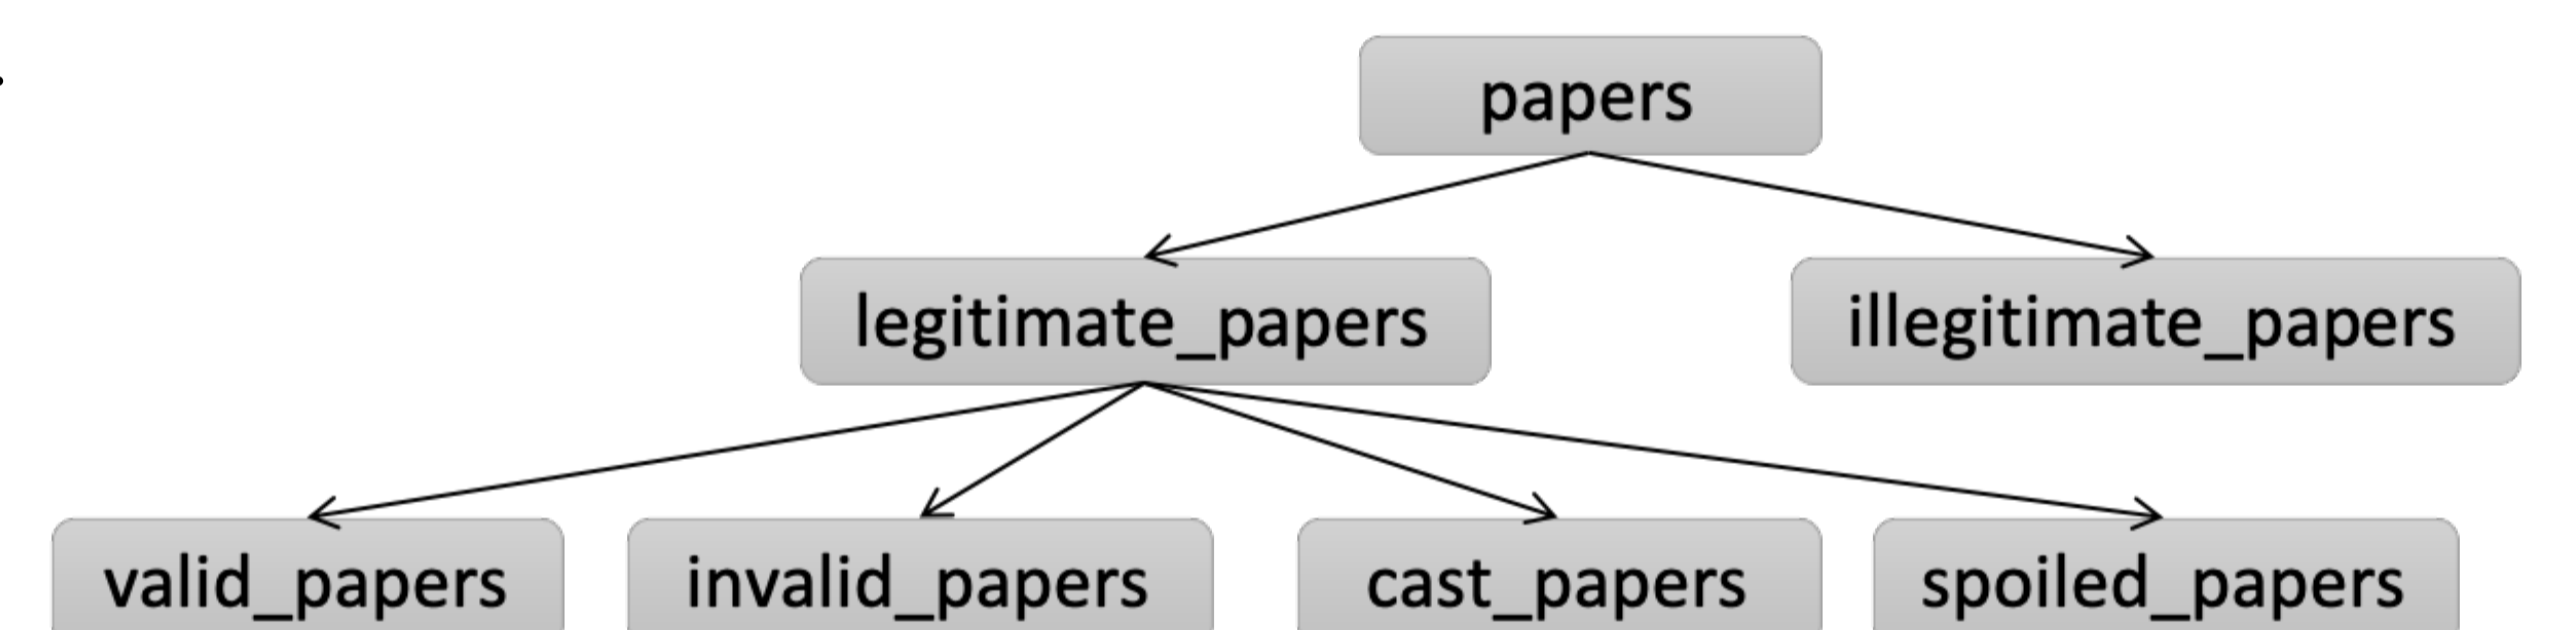 papers
legitimate_papers
illegitimate_papers
valid_papers
invalid_papers
cast_papers
spoiled_papers